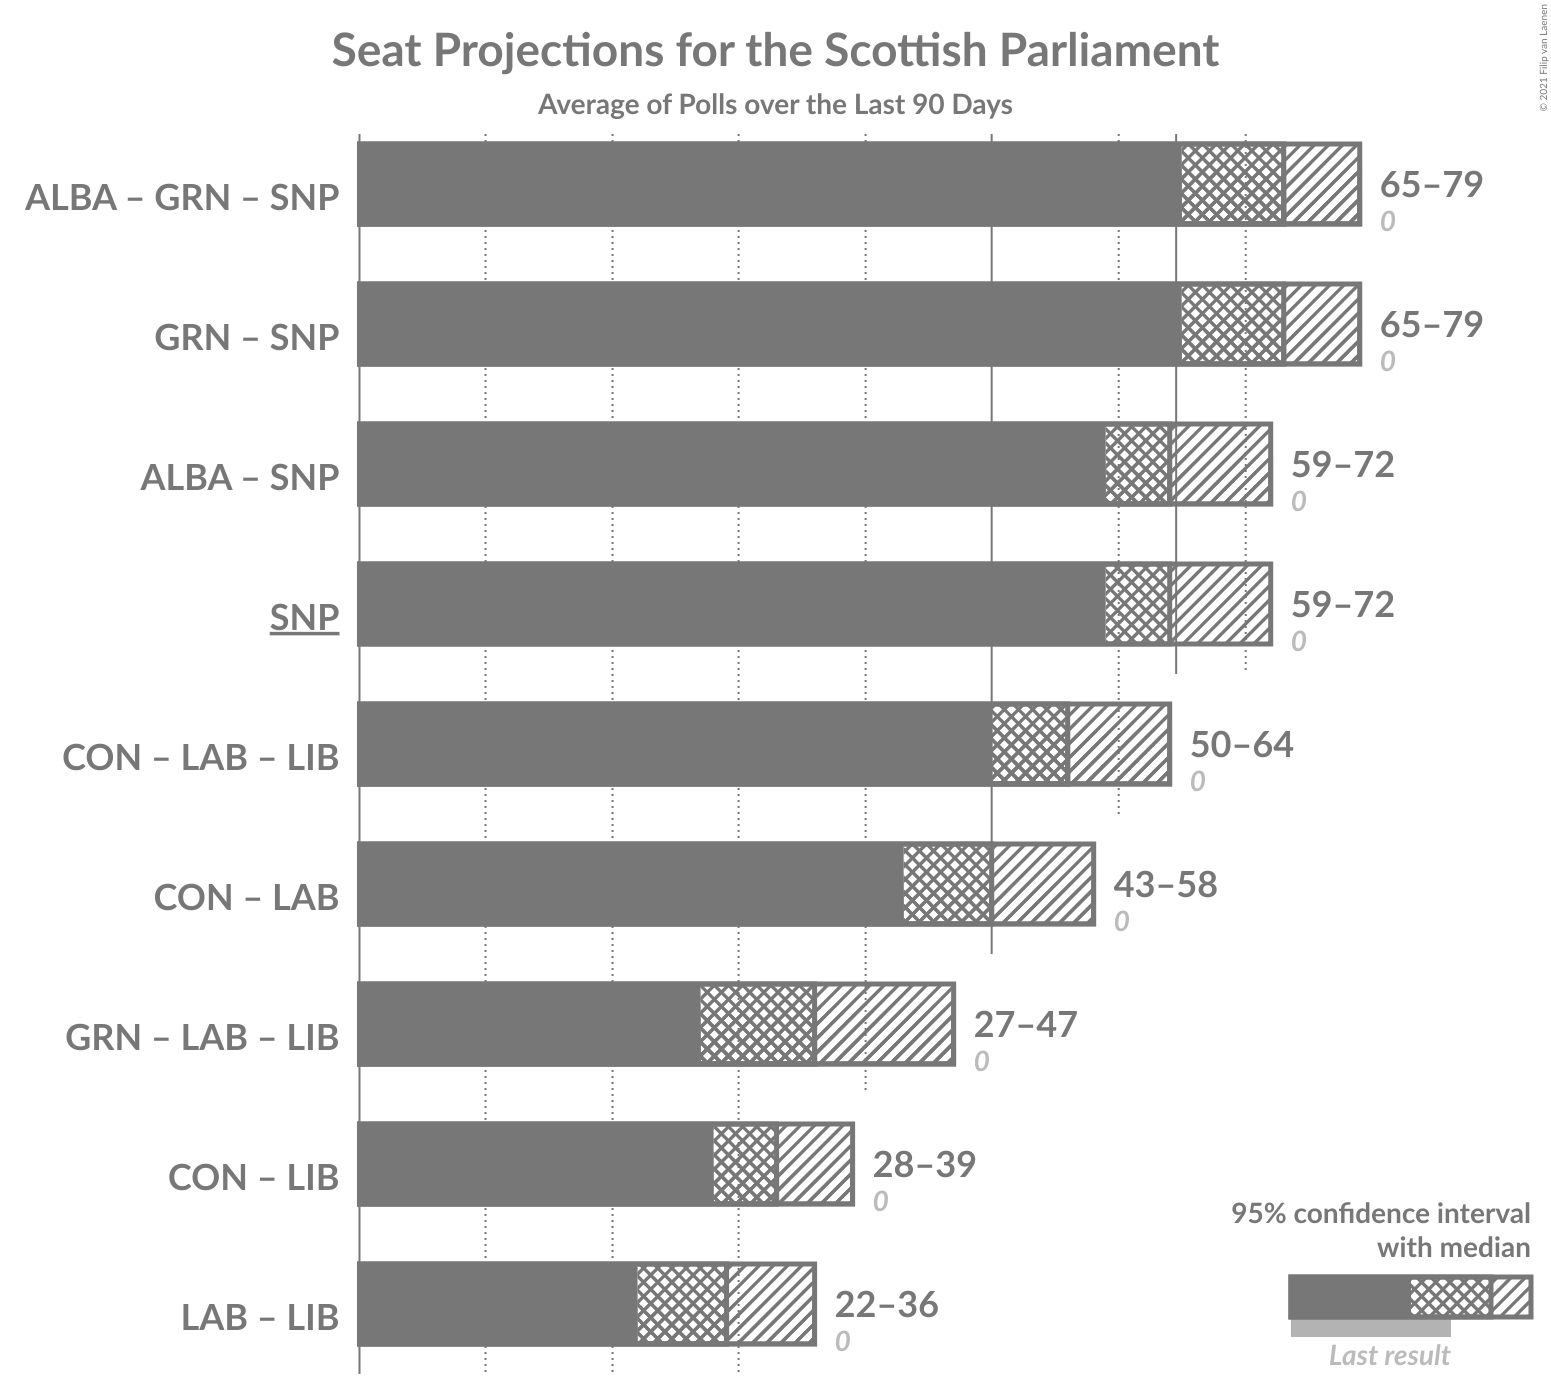 Seat Projections for the Scottish Parliament
Average of Polls over the Last 90 Days
© 2021 Filip van Laenen
ALBA – GRN – SNP
65–79
0
GRN – SNP
65–79
0
ALBA – SNP
59–72
0
SNP
59–72
0
CON – LAB – LIB
50–64
0
CON – LAB
43–58
0
GRN – LAB – LIB
27–47
0
CON – LIB
28–39
0
LAB – LIB
22–36
0
95% confidence interval
with median
Last result